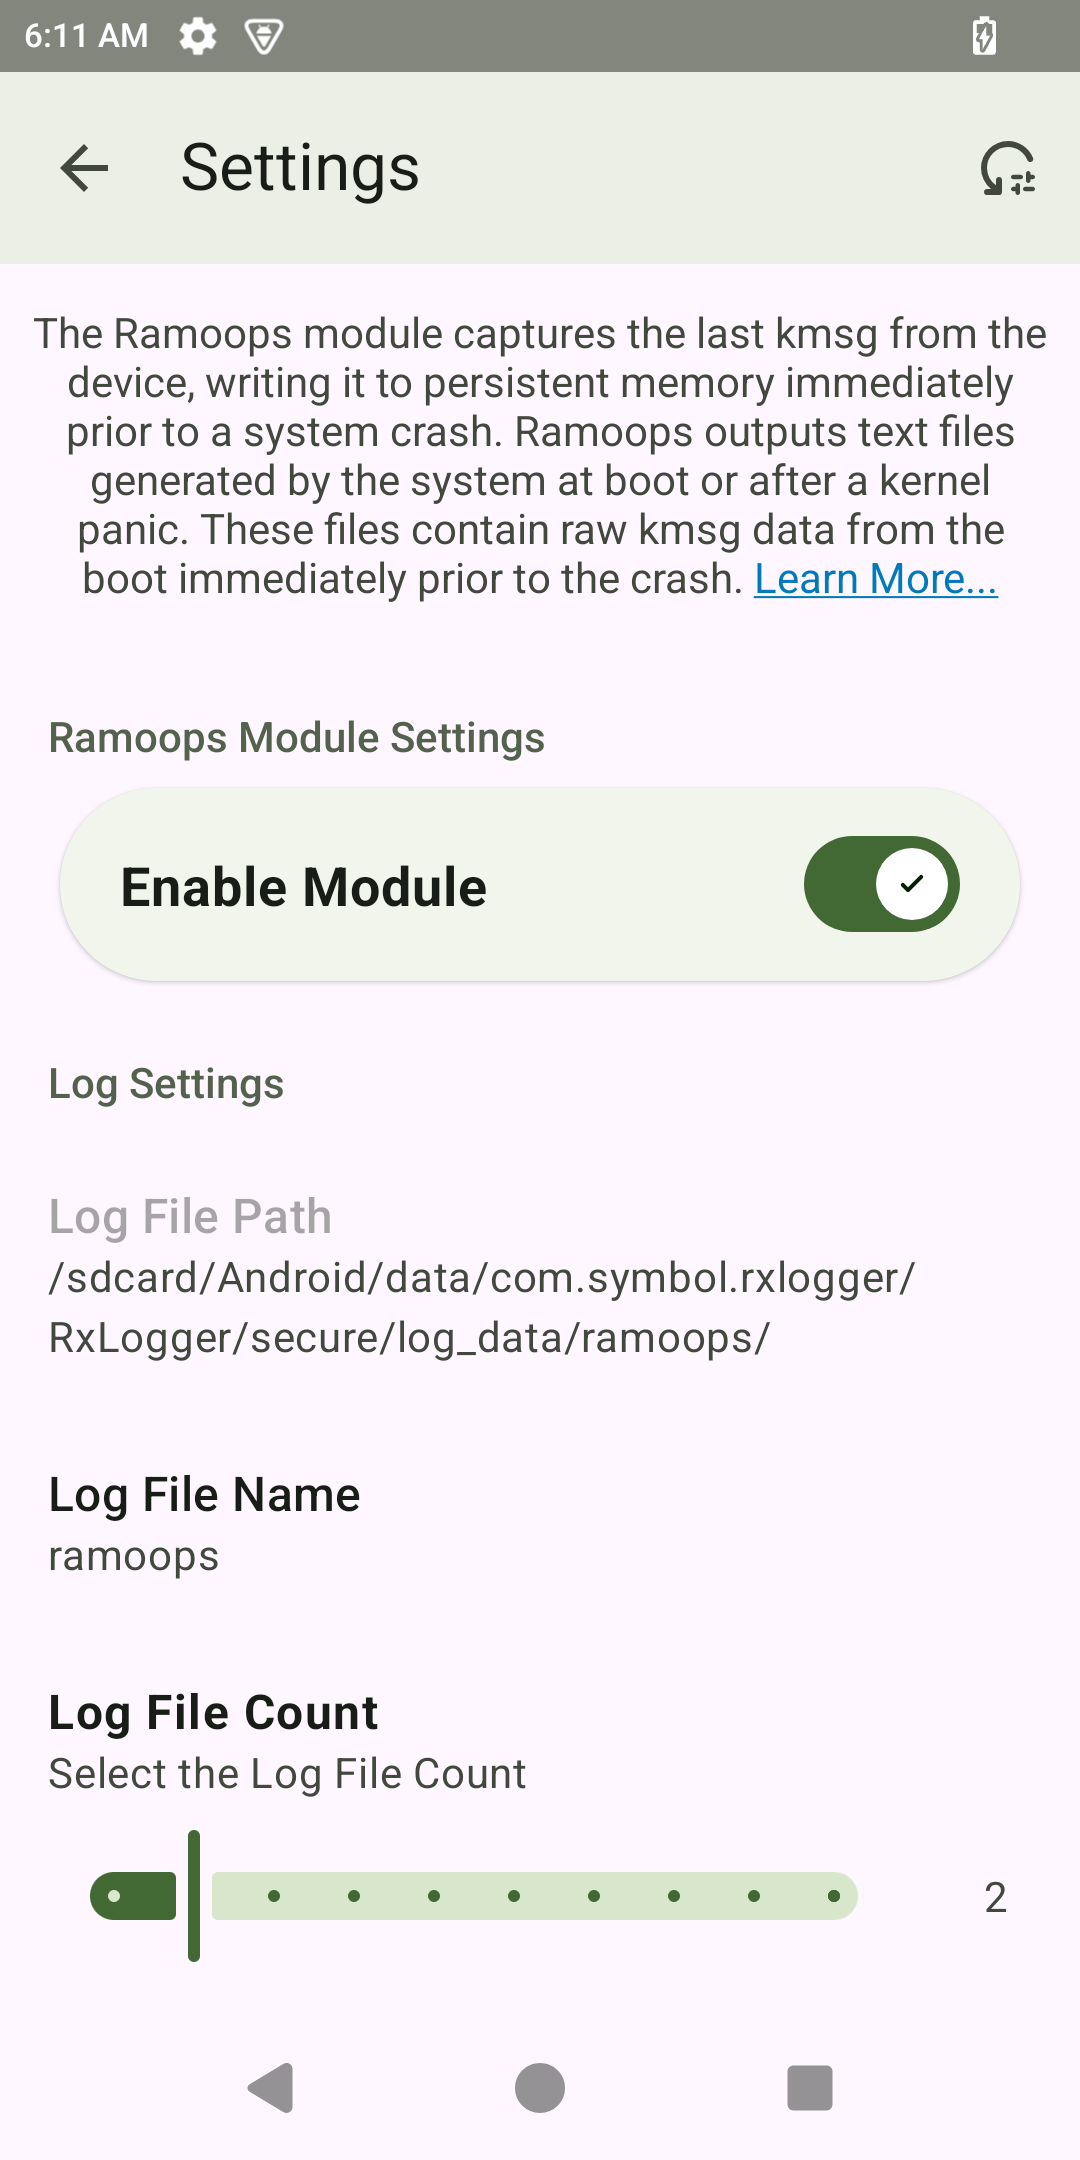 6:11 AM
Settings
The Ramoops module captures the last kmsg from the
device, writing it to persistent memory immediately
prior to a system crash. Ramoops outputs text files
generated by the system at boot or after a kernel
panic. These files contain raw kmsg data from the
boot immediately prior to the crash. Learn More...
Ramoops Module Settings
Enable Module
Log Settings
Log File Path
/sdcard/Android/data/com.symbol.rxlogger/
RxLogger/secure/log_data/ramoops/
Log File Name
ramoops
Log File Count
Select the Log File Count
2